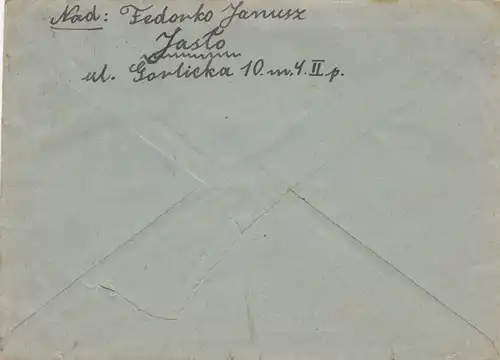 Nad: Fedorko Janusz
Jasło
ul. Gorlicka 10. m. 4. II p.